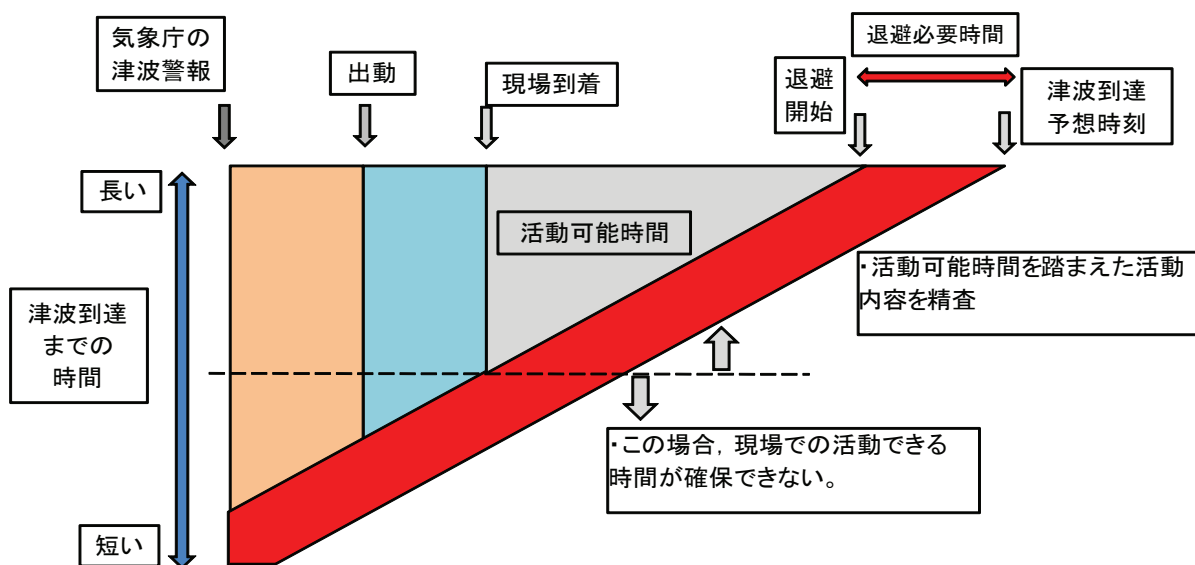 気象庁の
津波警報
出動
現場到着
退避必要時間
退避
開始
津波到達
予想時刻
長い
活動可能時間
・活動可能時間を踏まえた活動
内容を精査
津波到達
までの
時間
・この場合，現場での活動できる
時間が確保できない。
短い